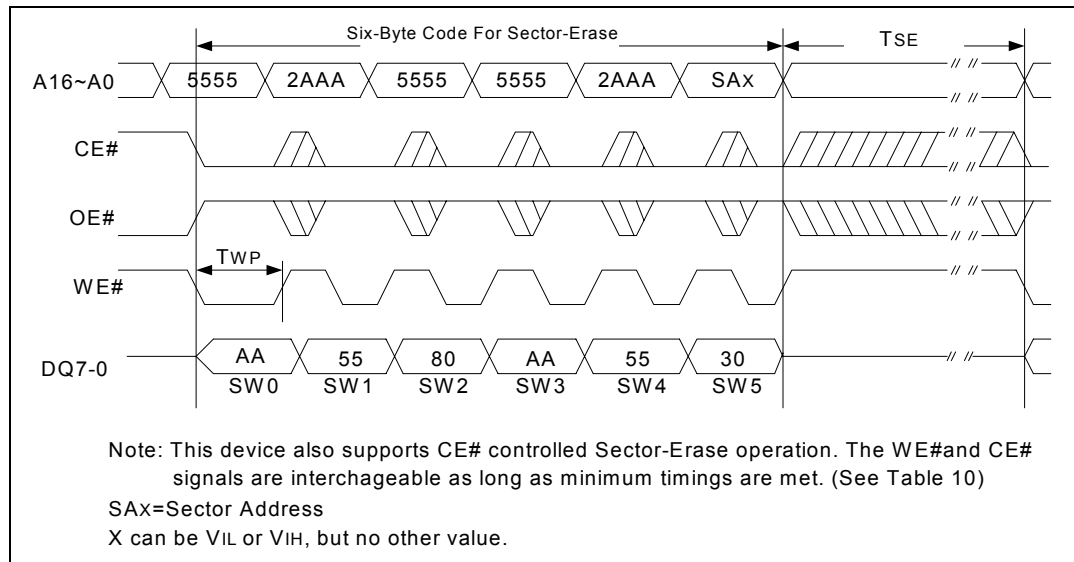 Six-Byte Code For Sector-Erase
TSE
A16~A0 5555 2AAA 5555 5555 2AAA SAX
CE#
OE#
TWP
WE#
DQ7-0 AA 55 80 AA 55 30
SW0 SW1 SW2 SW3 SW4 SW5
Note: This device also supports CE# controlled Sector-Erase operation. The WE#and CE#
signals are interchageable as long as minimum timings are met. (See Table 10)
SAX=Sector Address
X can be VIL or VIH, but no other value.